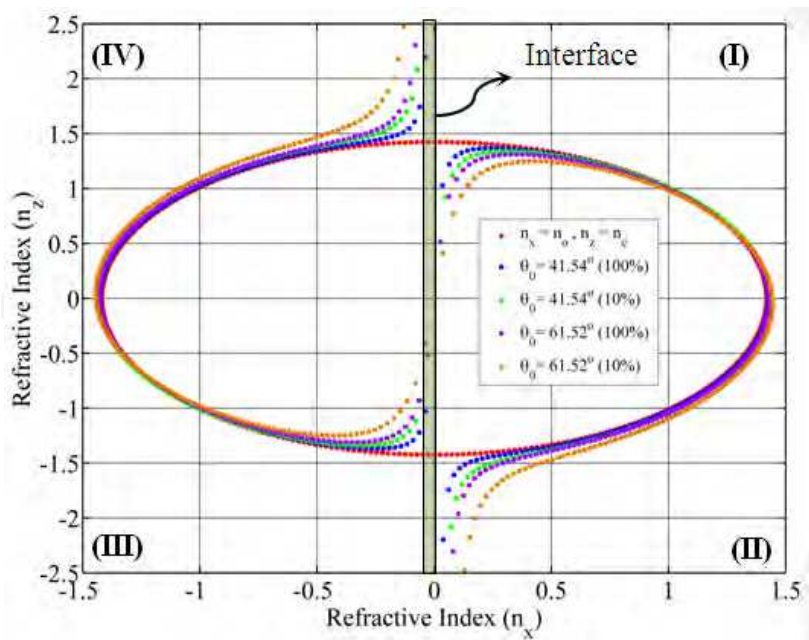 (IV)
Interface
(I)
2.5
2
1.5
1
0.5
0
-0.5
-1
-1.5
-2
-2.5
Refractive Index (n_z)
n_x = n_o , n_z = n_e
θ_0 = 41.54° (100%)
θ_0 = 41.54° (10%)
θ_0 = 61.52° (100%)
θ_0 = 61.52° (10%)
(III)
(II)
-1.5 -1 -0.5 0 0.5 1 1.5
Refractive Index (n_x)